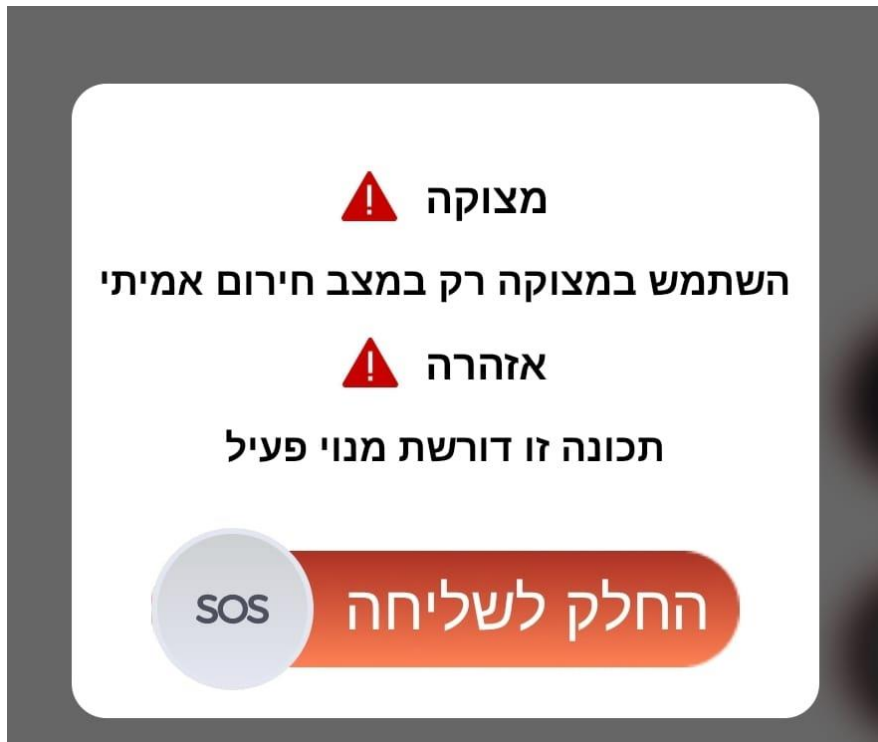 מצוקה
השתמש במצוקה רק במצב חירום אמיתי
אזהרה
תכונה זו דורשת מנוי פעיל
החלק לשליחה SOS